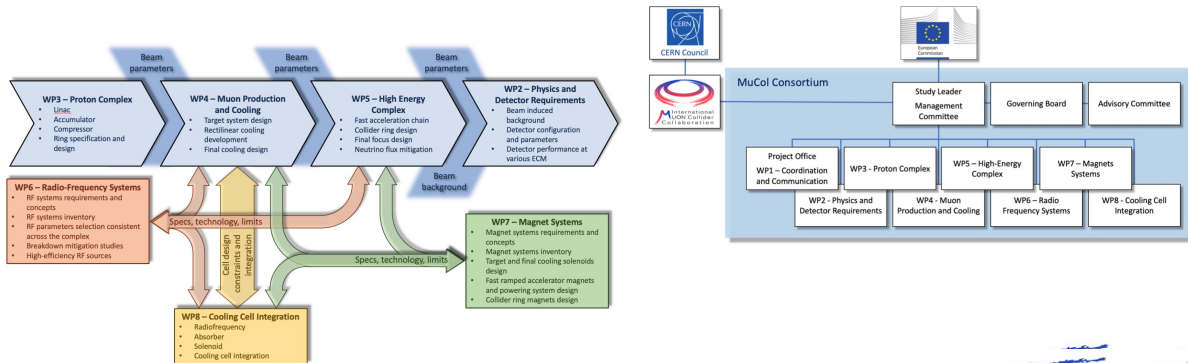 Beam
parameters
Beam
parameters
Beam
parameters
WP3 – Proton Complex
• Linac
• Accumulator
• Compressor
• Ring specification and
design
WP4 – Muon Production
and Cooling
• Target system design
• Rectilinear cooling
development
• Final cooling design
WP5 – High Energy
Complex
• Fast acceleration chain
• Collider ring design
• Final focus design
• Neutrino flux mitigation
WP2 – Physics and
Detector Requirements
• Beam induced
background
• Detector configuration
and parameters
• Detector performance at
various ECM
Beam
background
WP6 – Radio-Frequency Systems
• RF systems requirements and
concepts
• RF systems inventory
• RF parameters selection consistent
across the complex
• Breakdown mitigation studies
• High-efficiency RF sources
Specs, technology, limits
Cell design
constraints and
integration
Specs, technology, limits
WP7 – Magnet Systems
• Magnet systems requirements and
concepts
• Magnet systems inventory
• Target and final cooling solenoids
design
• Fast ramped accelerator magnets
and powering system design
• Collider ring magnets design
WP8 – Cooling Cell Integration
• Radiofrequency
• Absorber
• Solenoid
• Cooling cell integration
CERN
CERN Council
European
Commission
International
MUON Collider
Collaboration
MuCol Consortium
Study Leader
Management
Committee
Governing Board
Advisory Committee
Project Office
WP1 – Coordination
and Communication
WP3 - Proton Complex
WP5 – High-Energy
Complex
WP7 – Magnets
Systems
WP2 - Physics and
Detector Requirements
WP4 - Muon
Production and Cooling
WP6 – Radio
Frequency Systems
WP8 - Cooling Cell
Integration